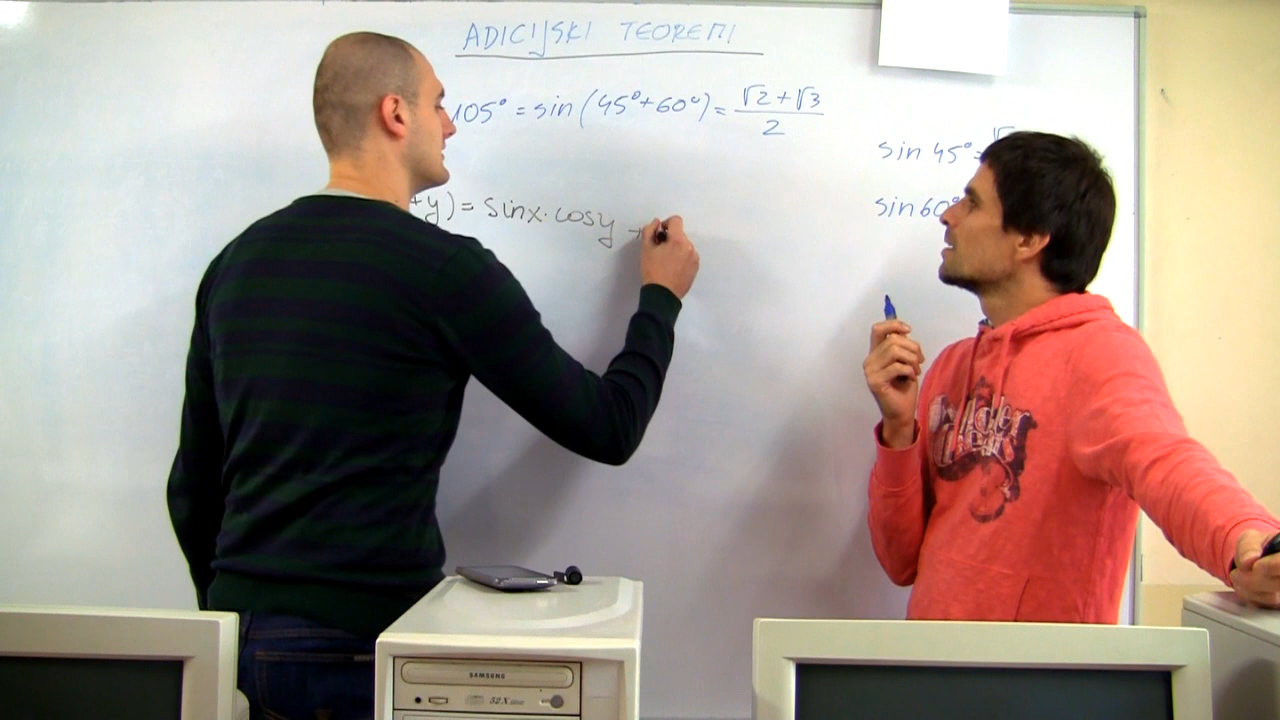 ADICIJSKI TEOREMI
105° = sin (45° + 60°) = √2 + √3 / 2
sin 45° =
sin 60°
+y) = sinx · cosy +
SAMSUNG
52X